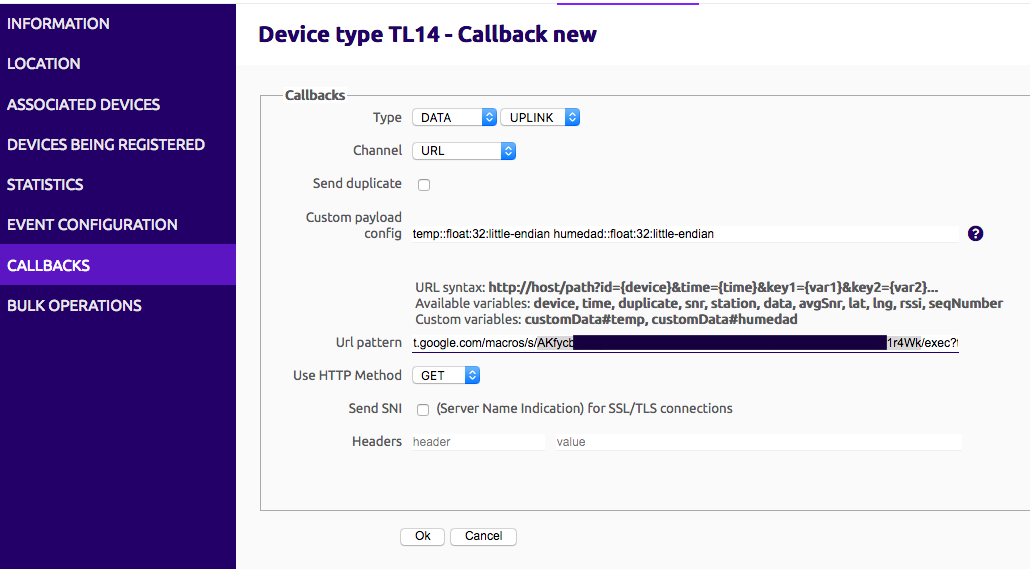 INFORMATION
LOCATION
ASSOCIATED DEVICES
DEVICES BEING REGISTERED
STATISTICS
EVENT CONFIGURATION
CALLBACKS
BULK OPERATIONS
Device type TL14 - Callback new
Callbacks
Type DATA UPLINK
Channel URL
Send duplicate
Custom payload
config temp::float:32:little-endian humedad::float:32:little-endian ?
URL syntax: http://host/path?id={device}&time={time}&key1={var1}&key2={var2}...
Available variables: device, time, duplicate, snr, station, data, avgSnr, lat, lng, rssi, seqNumber
Custom variables: customData#temp, customData#humedad
Url pattern t.google.com/macros/s/AKfycb 1r4Wk/exec?
Use HTTP Method GET
Send SNI (Server Name Indication) for SSL/TLS connections
Headers header value
Ok Cancel